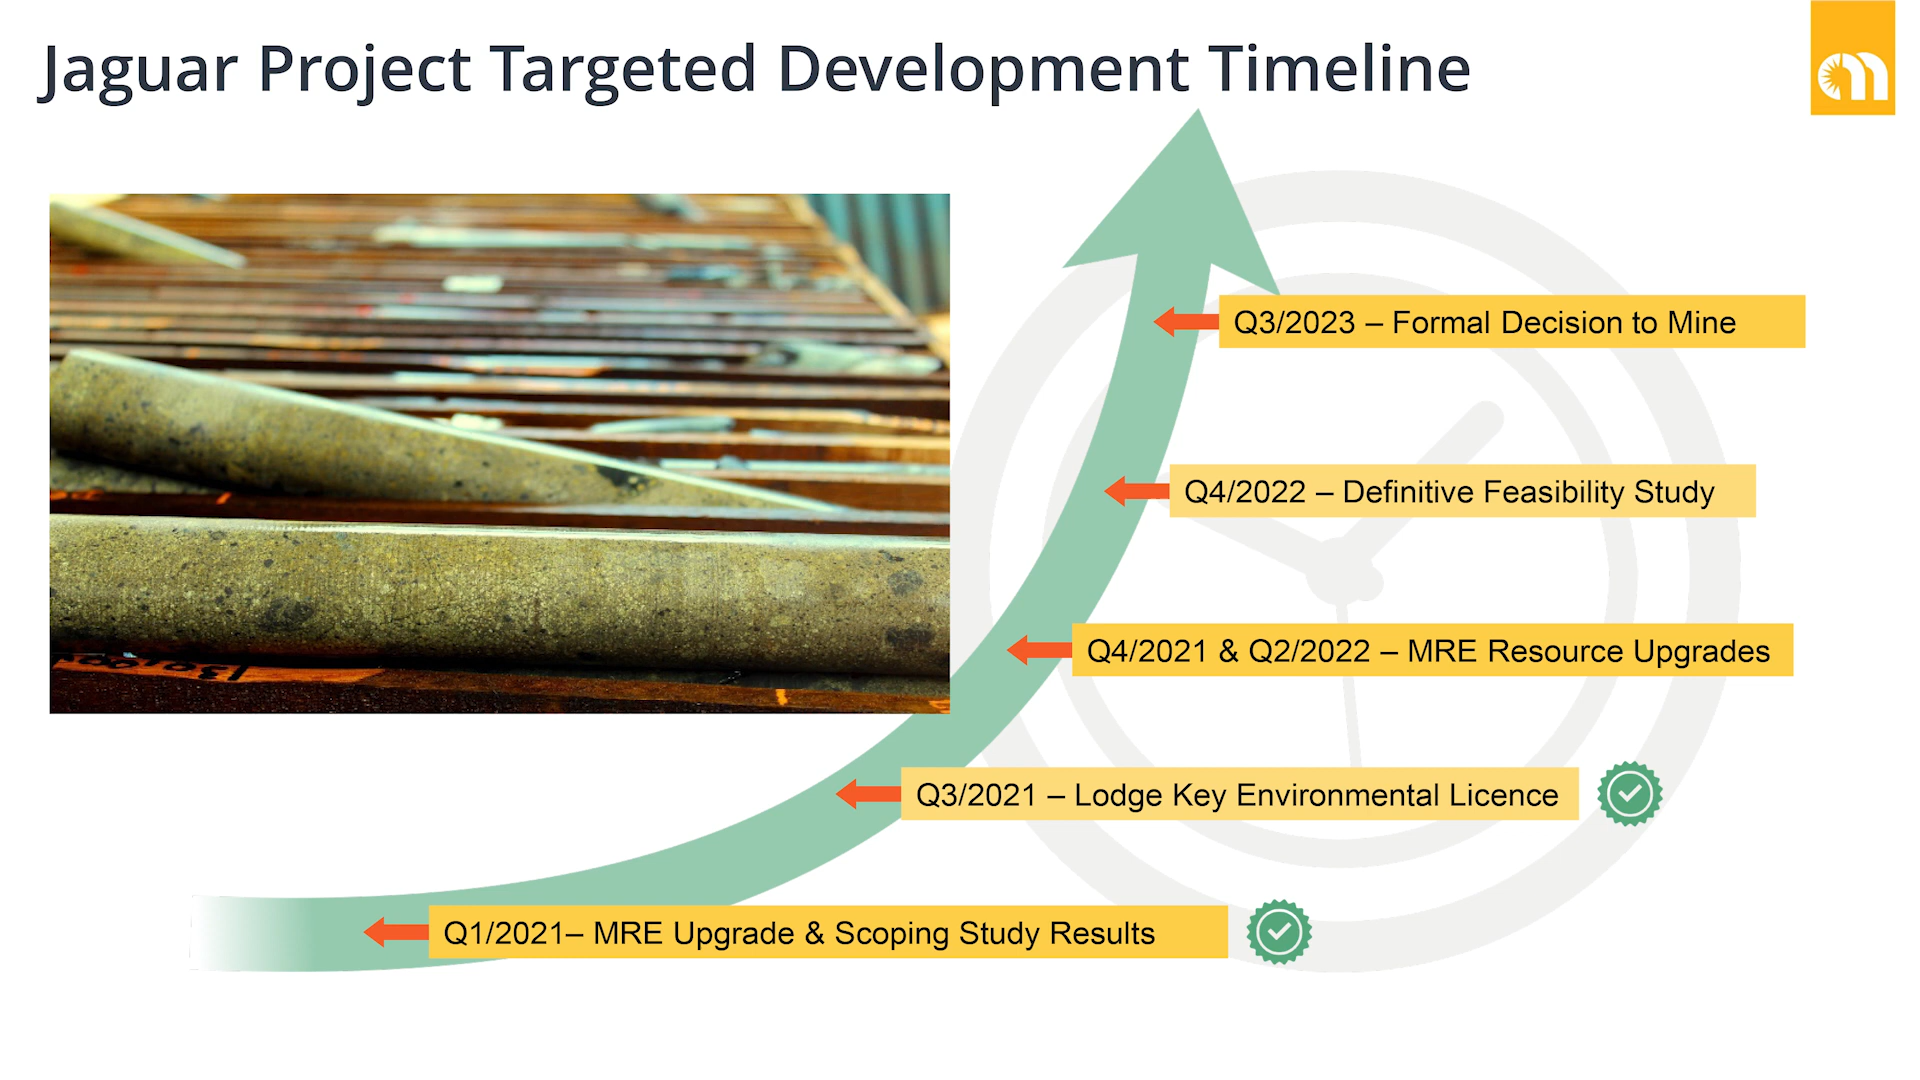 Jaguar Project Targeted Development Timeline
Q3/2023 – Formal Decision to Mine
Q4/2022 – Definitive Feasibility Study
Q4/2021 & Q2/2022 – MRE Resource Upgrades
Q3/2021 – Lodge Key Environmental Licence
Q1/2021– MRE Upgrade & Scoping Study Results